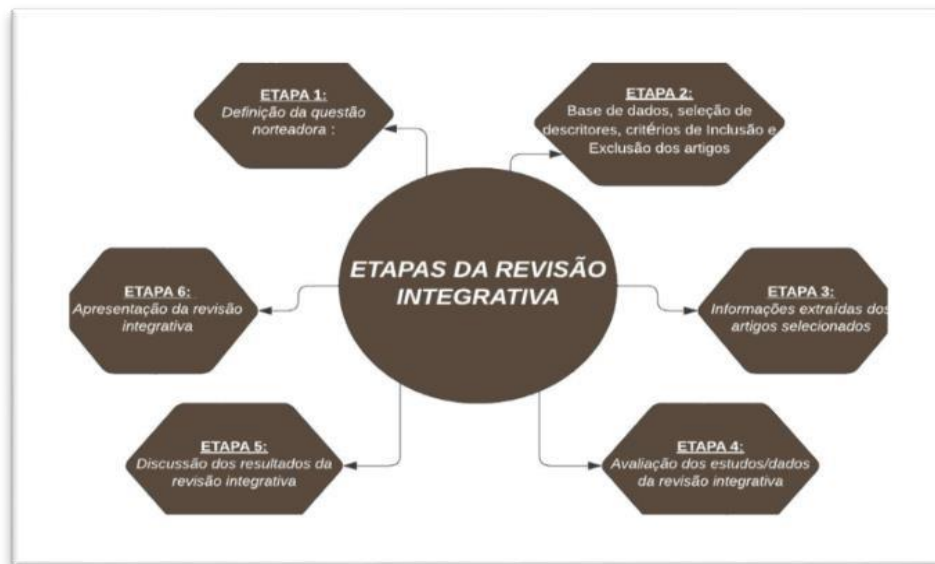 ETAPA 1:
Definição da questão
norteadora :
ETAPA 2:
Base de dados, seleção de
descritores, critérios de Inclusão e
Exclusão dos artigos
ETAPAS DA REVISÃO
INTEGRATIVA
ETAPA 6:
Apresentação da revisão
integrativa
ETAPA 3:
Informações extraídas dos
artigos selecionados
ETAPA 5:
Discussão dos resultados da
revisão integrativa
ETAPA 4:
Avaliação dos estudos/dados
da revisão integrativa